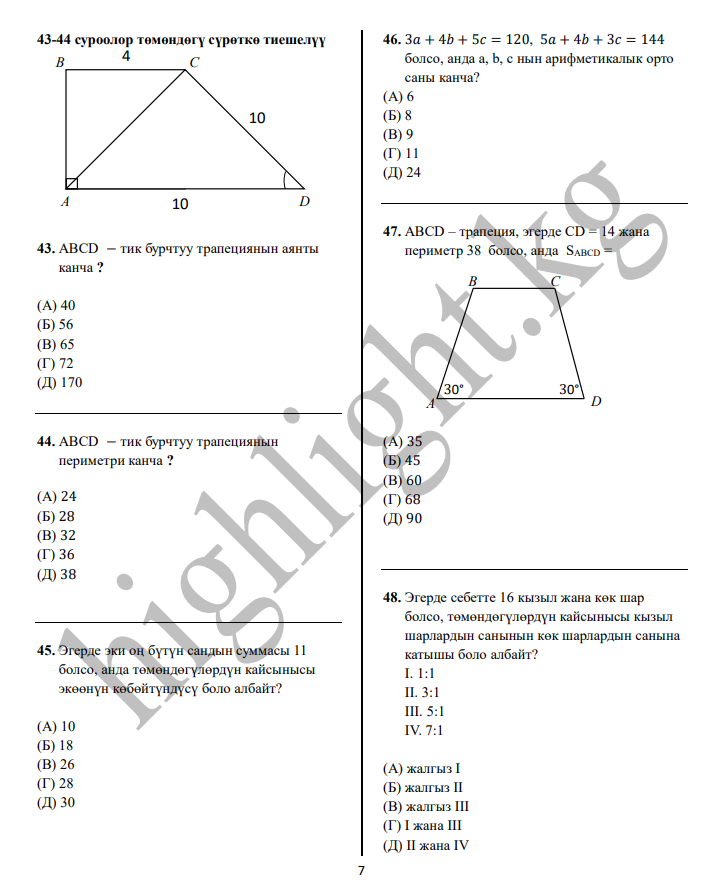 43-44 суроолор төмөндөгү сүрөткө тиешелүү
4
B
C
10
A
10
D
43. ABCD – тик бурчтуу трапециянын аянты
канча ?
(А) 40
(Б) 56
(В) 65
(Г) 72
(Д) 170
44. ABCD – тик бурчтуу трапециянын
периметри канча ?
(А) 24
(Б) 28
(В) 32
(Г) 36
(Д) 38
45. Эгерде эки оң бүтүн сандын суммасы 11
болсо, анда төмөндөгүлөрдүн кайсынысы
экөөнүн көбөйтүндүсү боло албайт?
(А) 10
(Б) 18
(В) 26
(Г) 28
(Д) 30
46. 3a + 4b + 5c = 120, 5a + 4b + 3c = 144
болсо, анда a, b, c нын арифметикалык орто
саны канча?
(А) 6
(Б) 8
(В) 9
(Г) 11
(Д) 24
47. ABCD – трапеция, эгерде CD = 14 жана
периметр 38 болсо, анда SABCD =
B
C
30°
30°
A
D
(А) 35
(Б) 45
(В) 60
(Г) 68
(Д) 90
48. Эгерде себетте 16 кызыл жана көк шар
болсо, төмөндөгүлөрдүн кайсынысы кызыл
шарлардын санынын көк шарлардын санына
катышы боло албайт?
I. 1:1
II. 3:1
III. 5:1
IV. 7:1
(А) жалгыз I
(Б) жалгыз II
(В) жалгыз III
(Г) I жана III
(Д) II жана IV
7
highlight.kg